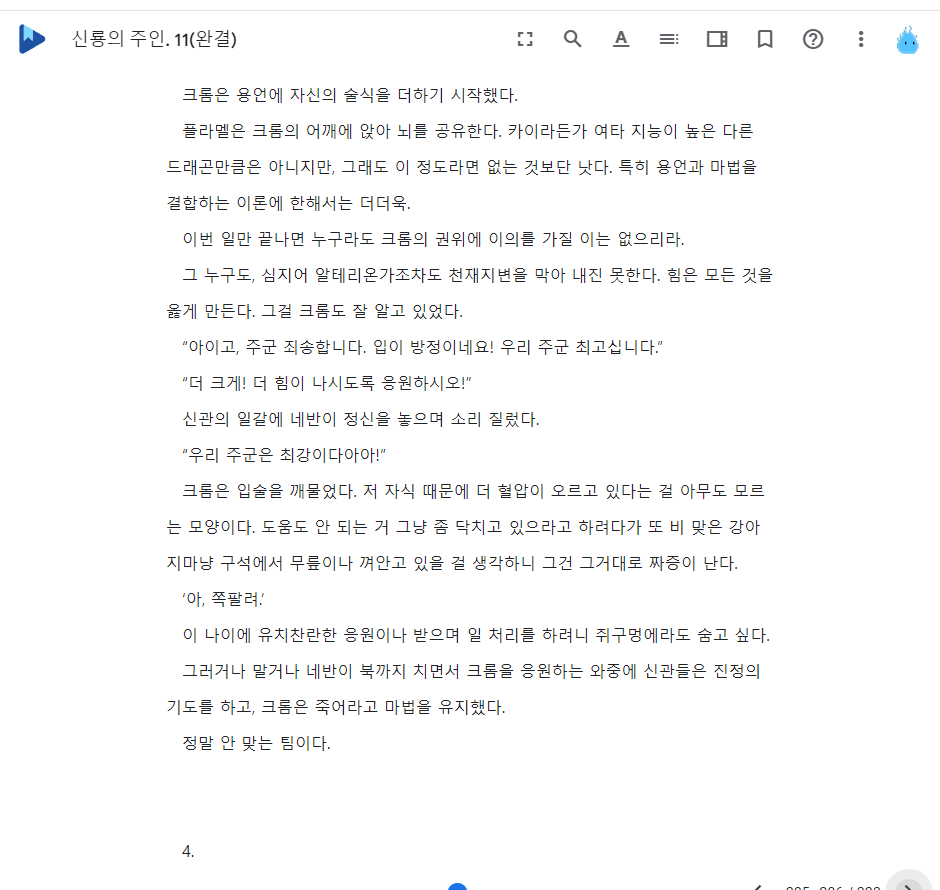 신룡의 주인. 11(완결)
크롬은 용언에 자신의 술식을 더하기 시작했다.
플라멜은 크롬의 어깨에 앉아 뇌를 공유한다. 카이라든가 여타 지능이 높은 다른
드래곤만큼은 아니지만, 그래도 이 정도라면 없는 것보단 낫다. 특히 용언과 마법을
결합하는 이론에 한해서는 더더욱.
이번 일만 끝나면 누구라도 크롬의 권위에 이의를 가질 이는 없으리라.
그 누구도, 심지어 알테리온가조차도 천재지변을 막아 내진 못한다. 힘은 모든 것을
옳게 만든다. 그걸 크롬도 잘 알고 있었다.
“아이고, 주군 죄송합니다. 입이 방정이네요! 우리 주군 최고십니다.”
“더 크게! 더 힘이 나시도록 응원하시오!”
신관의 일갈에 네반이 정신을 놓으며 소리 질렀다.
“우리 주군은 최강이다아아!”
크롬은 입술을 깨물었다. 저 자식 때문에 더 혈압이 오르고 있다는 걸 아무도 모르
는 모양이다. 도움도 안 되는 거 그냥 좀 닥치고 있으라고 하려다가 또 비 맞은 강아
지마냥 구석에서 무릎이나 껴안고 있을 걸 생각하니 그건 그거대로 짜증이 난다.
‘아, 쪽팔려.’
이 나이에 유치찬란한 응원이나 받으며 일 처리를 하려니 쥐구멍에라도 숨고 싶다.
그러거나 말거나 네반이 북까지 치면서 크롬을 응원하는 와중에 신관들은 진정의
기도를 하고, 크롬은 죽어라고 마법을 유지했다.
정말 안 맞는 팀이다.
4.